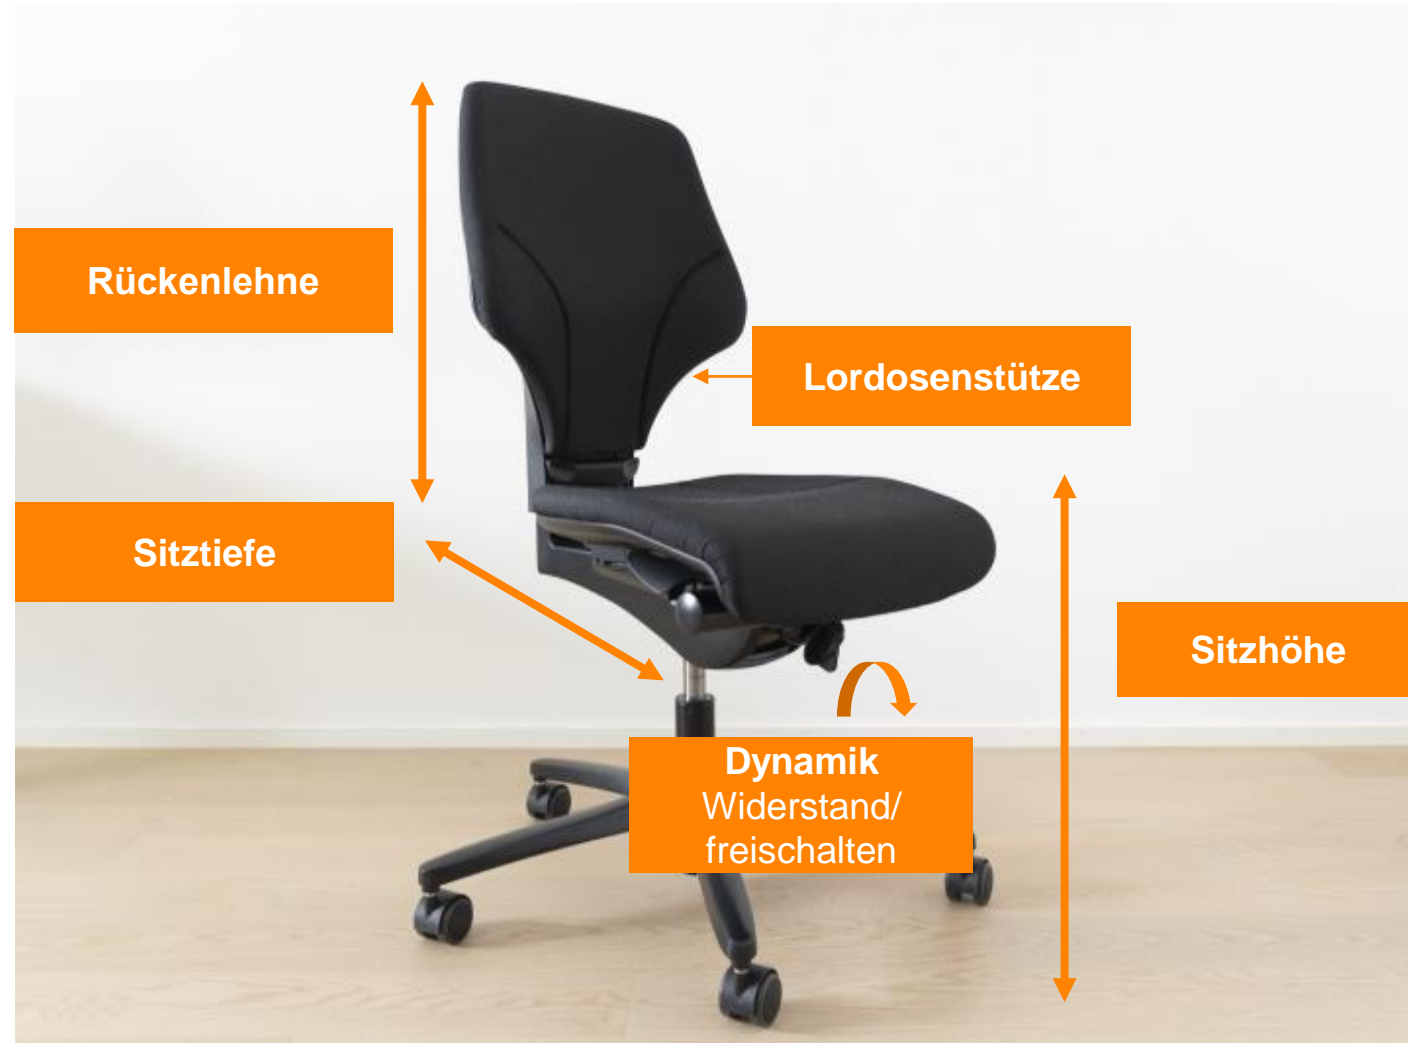 Rückenlehne
Lordosenstütze
Sitztiefe
Sitzhöhe
Dynamik
Widerstand/
freischalten